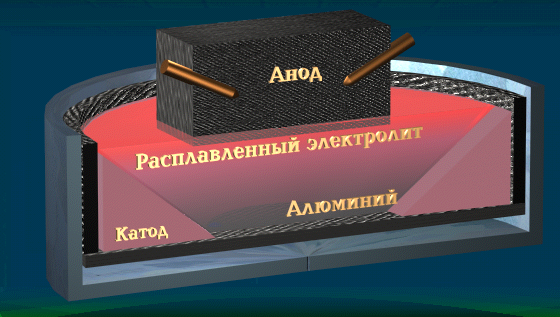 Анод
Расплавленный электролит
Алюминий
Катод